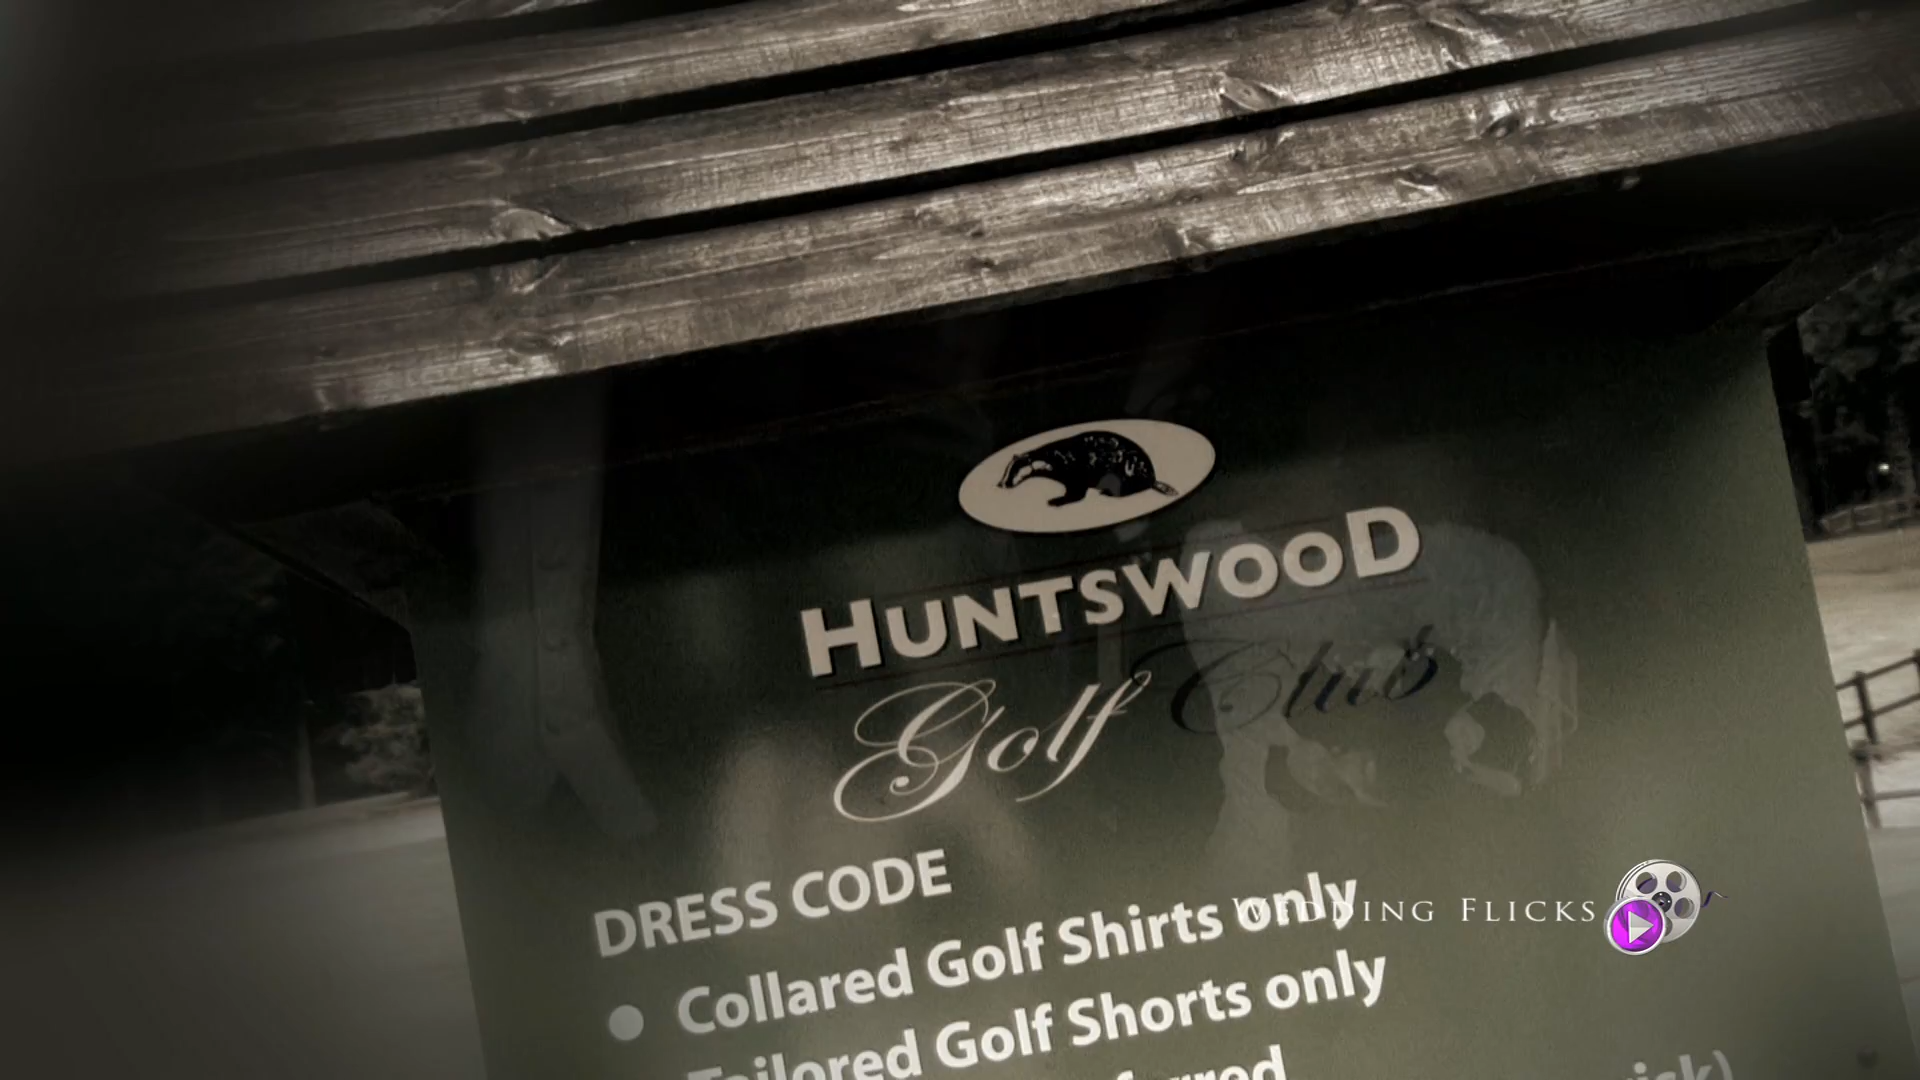 HUNTSWOOD
Golf Club
DRESS CODE
Collared Golf Shirts only
WEDDING FLICKS
Tailored Golf Shorts only